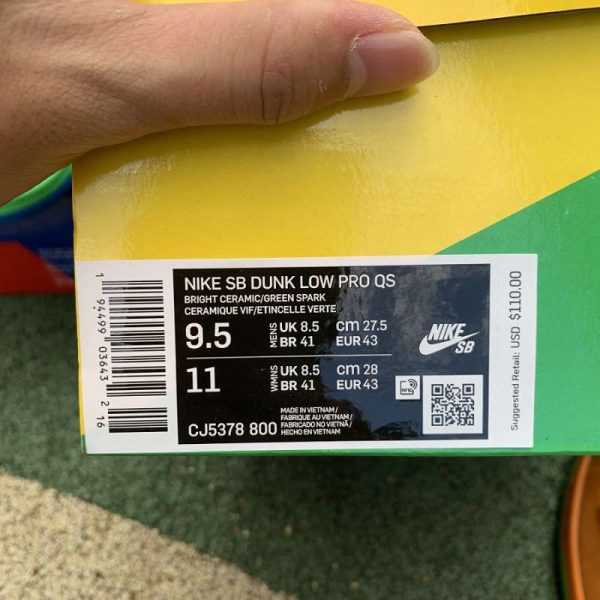 NIKE SB DUNK LOW PRO QS
BRIGHT CERAMIC/GREEN SPARK
CERAMIQUE VIF/ETINCELLE VERTE
9.5 MENS UK 8.5 cm 27.5
BR 41 EUR 43
11 WMNS UK 8.5 cm 28
BR 41 EUR 43
NIKE
SB
RFID
CJ5378 800
MADE IN VIETNAM/
FABRIQUE AU VIETNAM/
FABRICADO NO VIETNÃ/
HECHO EN VIETNAM
1 94499 03643 2 16
Suggested Retail: USD $110.00